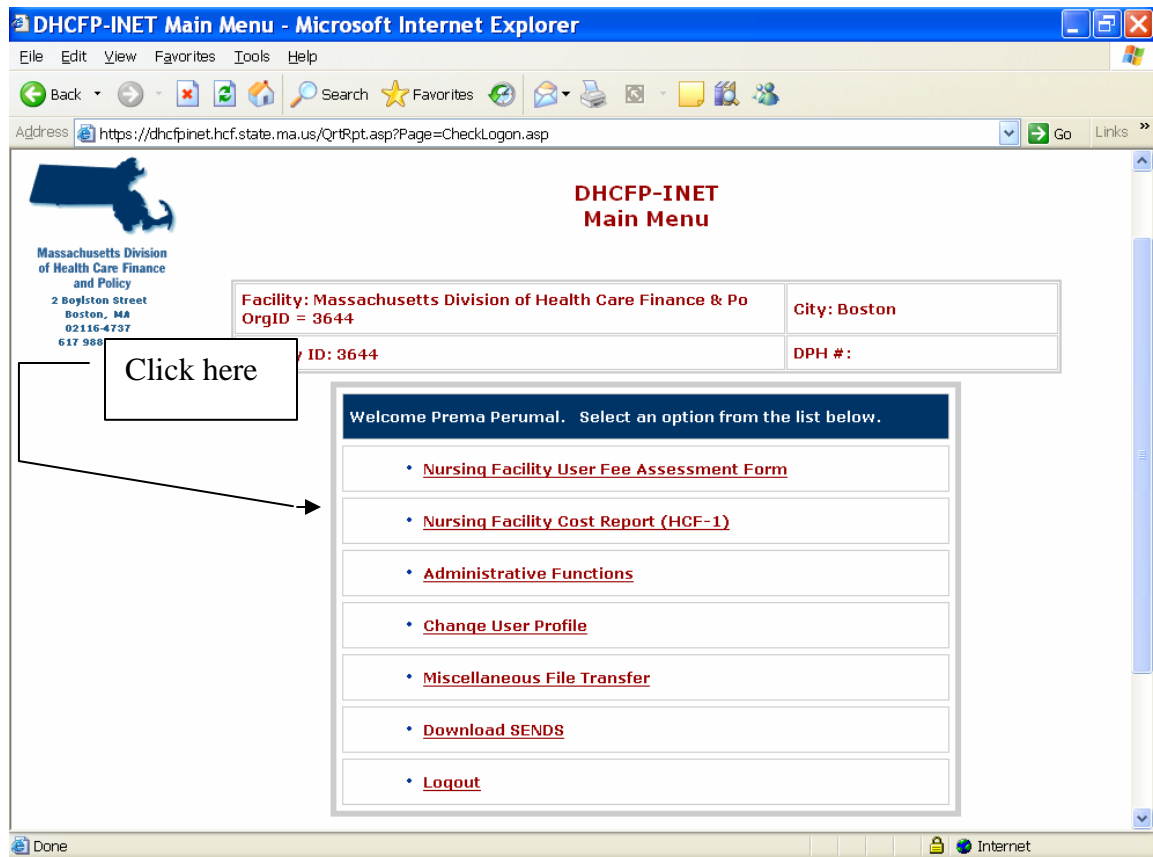 DHCFP-INET Main Menu - Microsoft Internet Explorer
File Edit View Favorites Tools Help
Back Search Favorites
Address https://dhcfpinet.hcf.state.ma.us/QrtRpt.asp?Page=CheckLogon.asp Go Links »
DHCFP-INET
Main Menu
Massachusetts Division
of Health Care Finance
and Policy
2 Boylston Street
Boston, MA
02116-4737
617 988
Facility: Massachusetts Division of Health Care Finance & Po
OrgID = 3644
City: Boston
ID: 3644
DPH #:
Click here
Welcome Prema Perumal. Select an option from the list below.
• Nursing Facility User Fee Assessment Form
• Nursing Facility Cost Report (HCF-1)
• Administrative Functions
• Change User Profile
• Miscellaneous File Transfer
• Download SENDS
• Logout
Done Internet